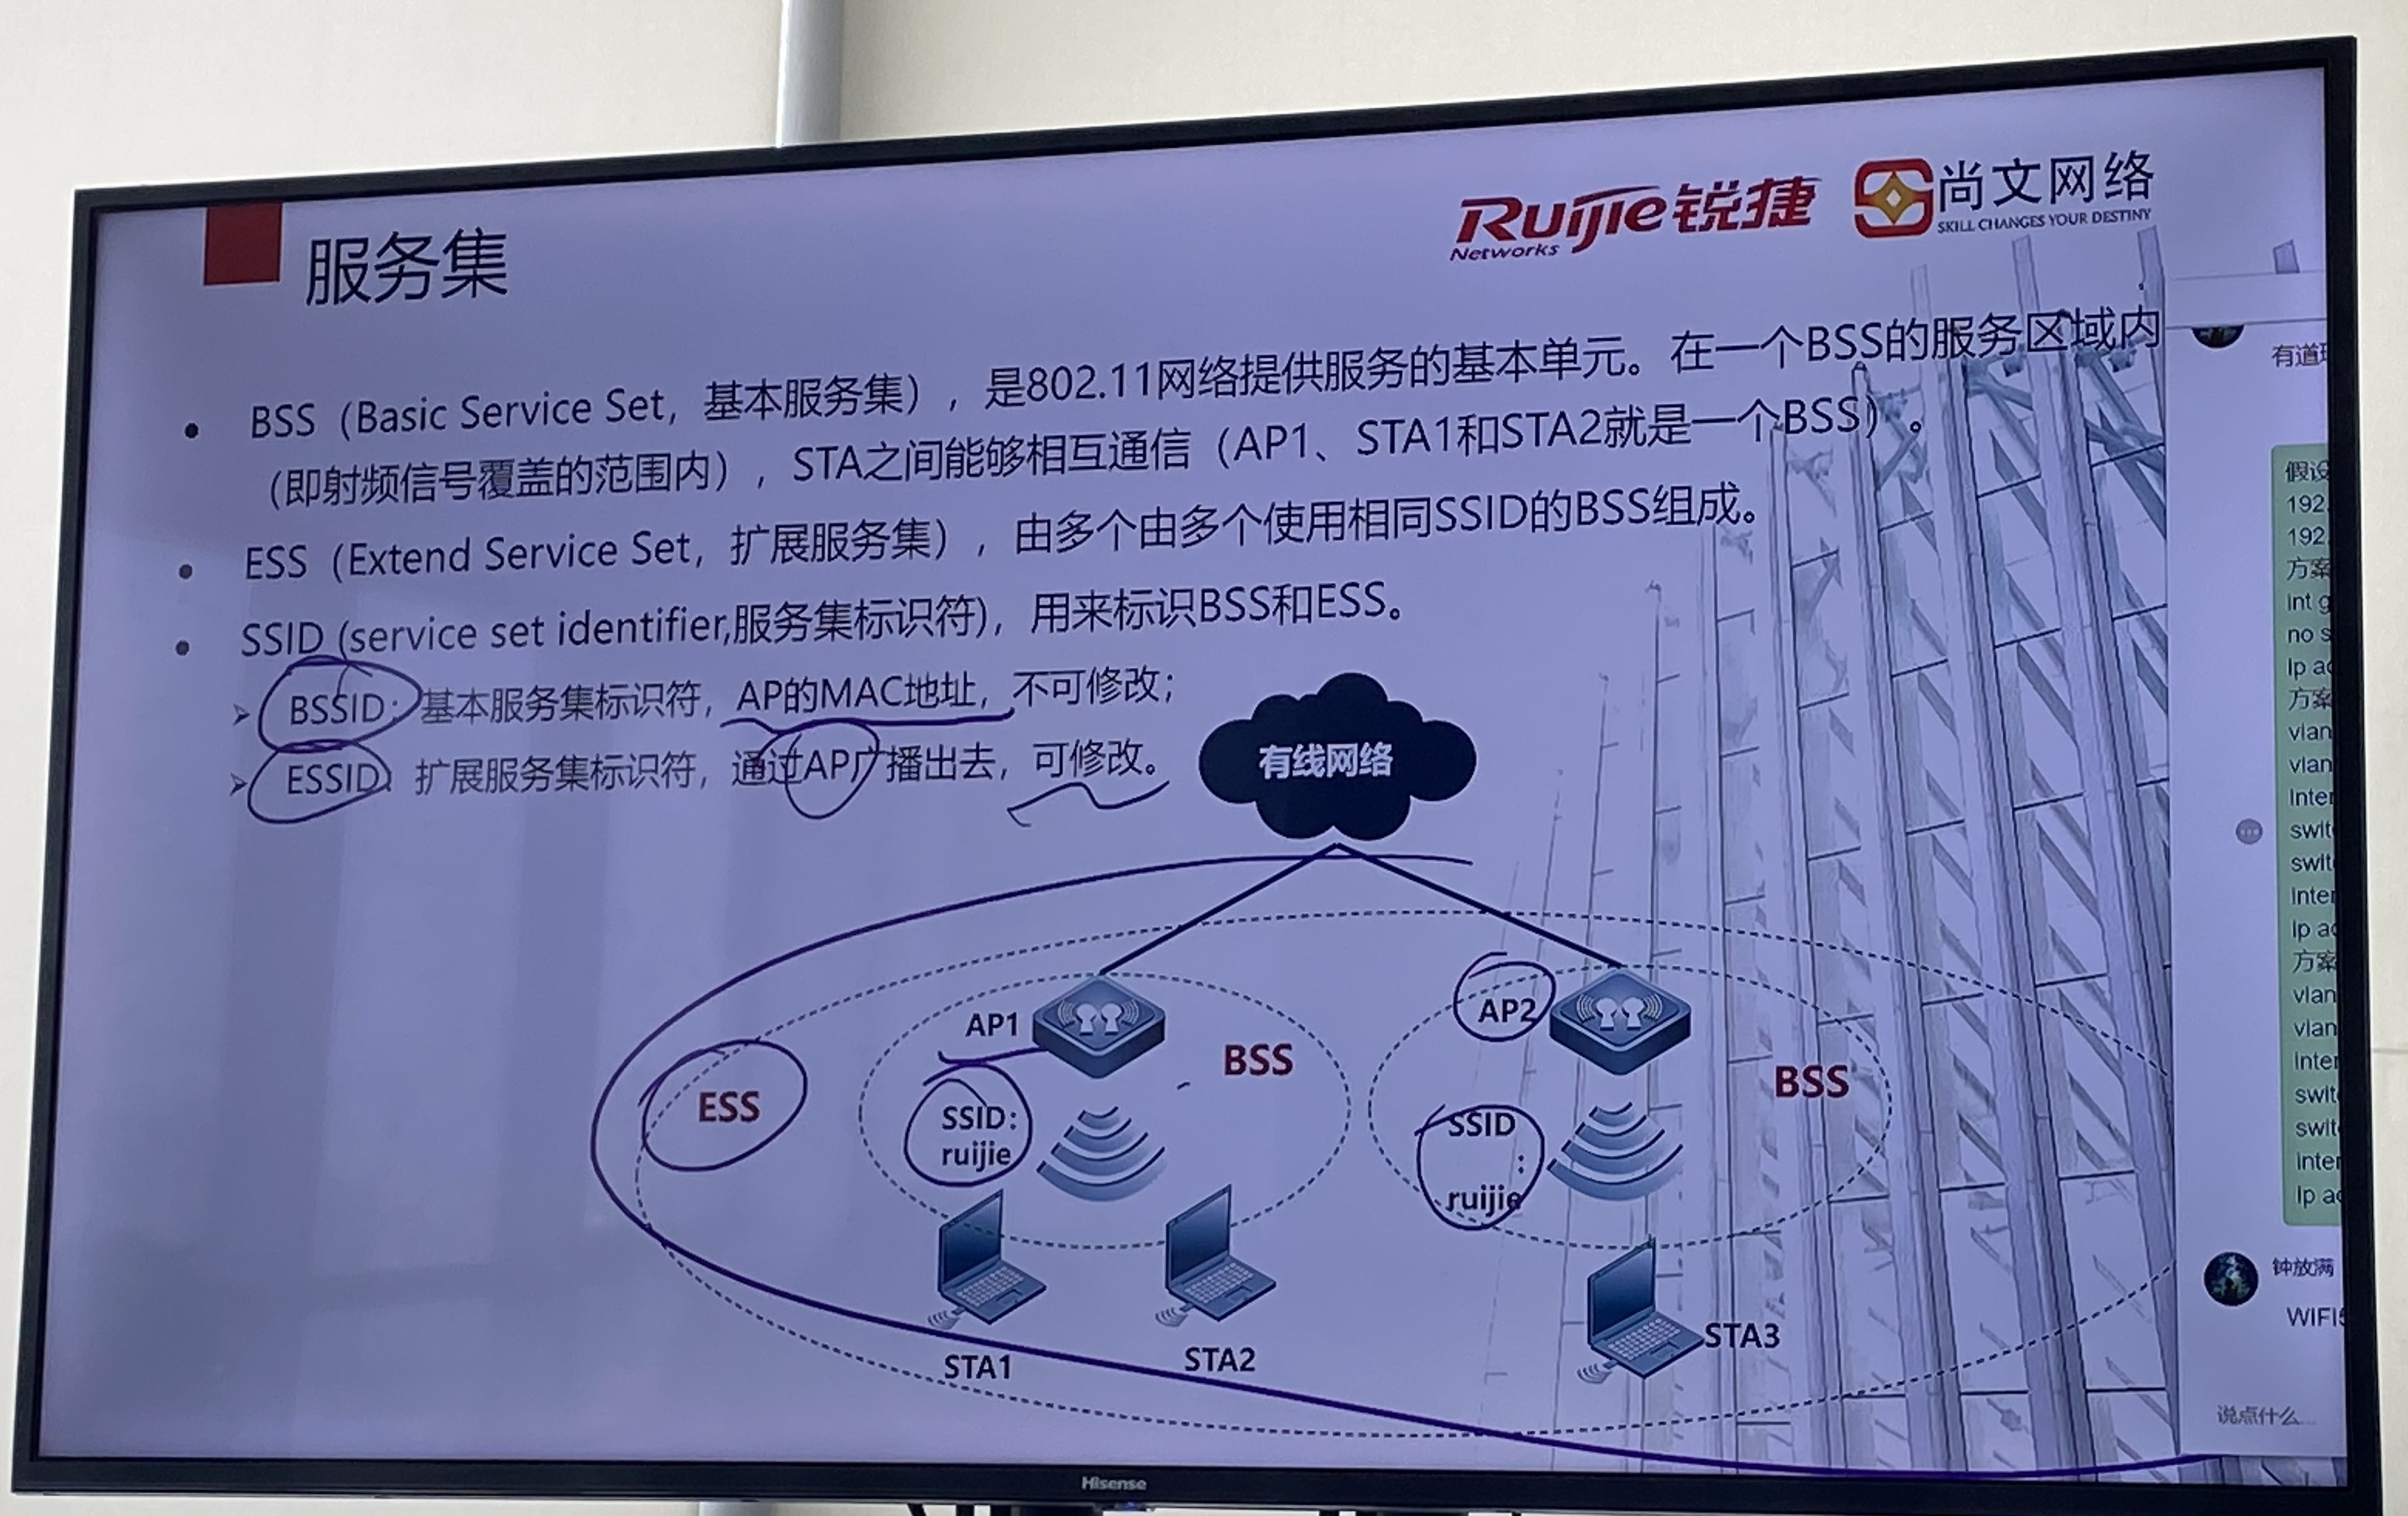 Ruijie锐捷
Networks
尚文网络
SKILL CHANGES YOUR DESTINY
服务集
• BSS（Basic Service Set，基本服务集），是802.11网络提供服务的基本单元。在一个BSS的服务区域内
（即射频信号覆盖的范围内），STA之间能够相互通信（AP1、STA1和STA2就是一个BSS）。
• ESS（Extend Service Set，扩展服务集），由多个由多个使用相同SSID的BSS组成。
• SSID (service set identifier,服务集标识符)，用来标识BSS和ESS。
➢ BSSID：基本服务集标识符，AP的MAC地址，不可修改；
➢ ESSID：扩展服务集标识符，通过AP广播出去，可修改。
有线网络
AP1
AP2
BSS
BSS
ESS
SSID:
ruijie
SSID
:
ruijie
STA1
STA2
STA3
有道
假设
192.
192.
方案
int g
no s
Ip ad
方案
vlan
vlan
Inter
swit
swit
Inter
Ip ad
方案
vlan
vlan
Inter
swit
swit
inter
Ip ad
钟放满
WIFI
说点什么...
Hisense